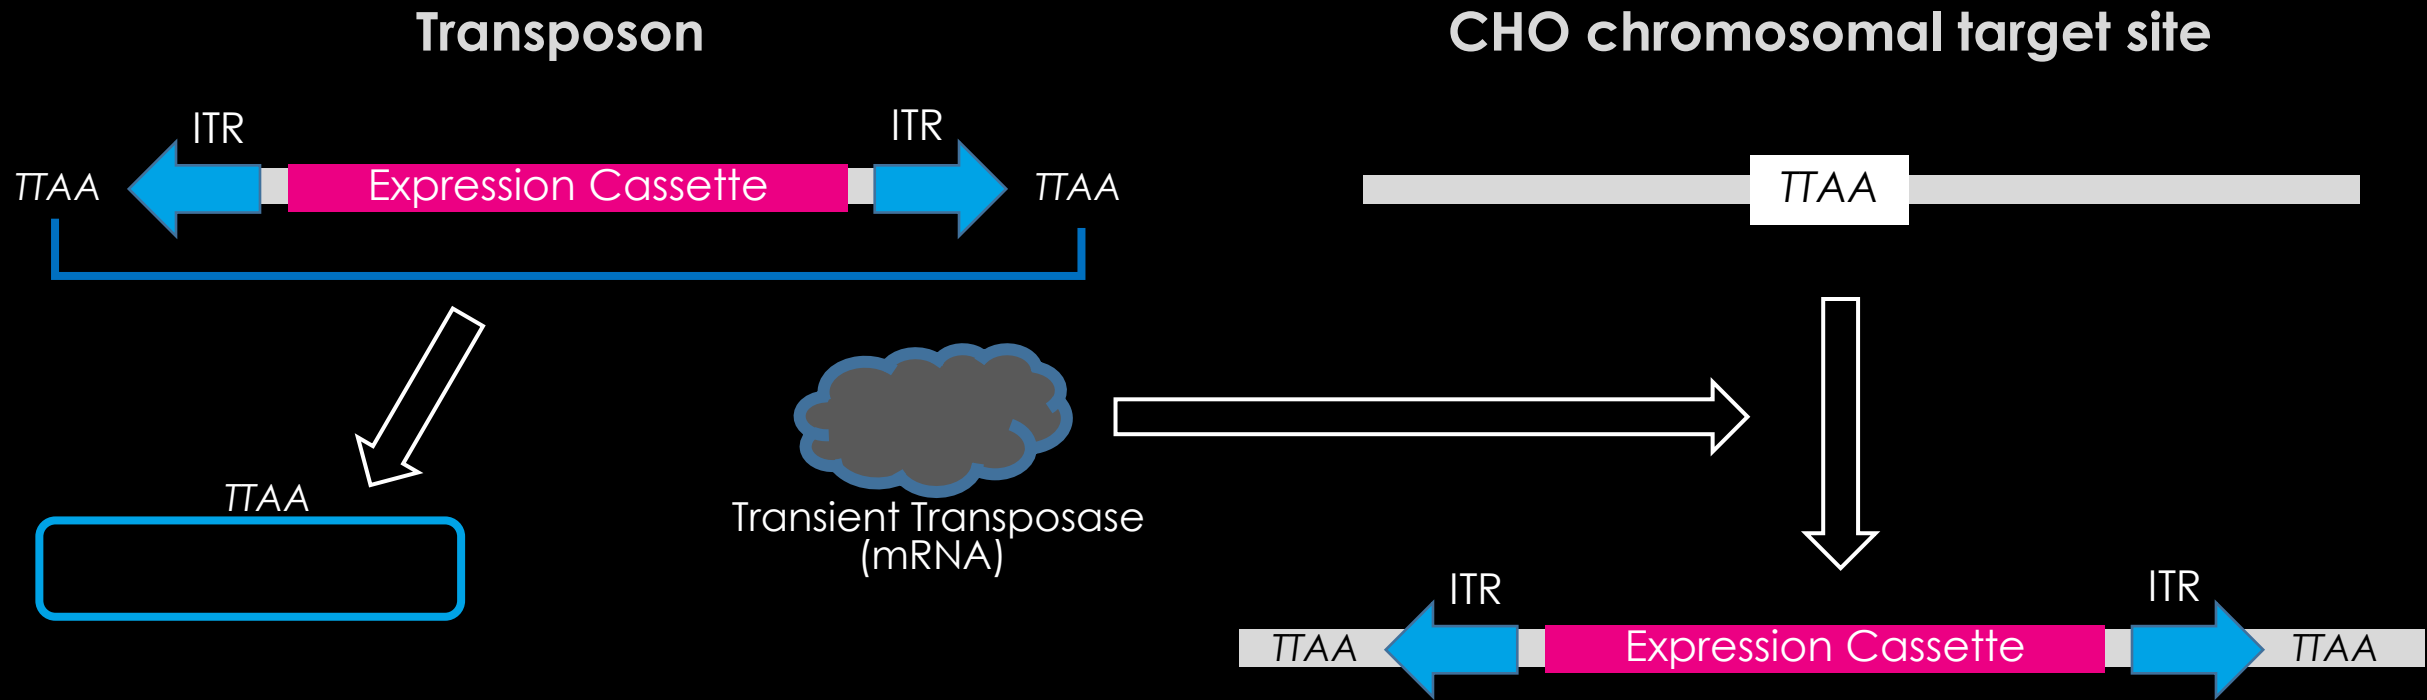 Transposon
CHO chromosomal target site
ITR
ITR
TTAA
Expression Cassette
TTAA
TTAA
TTAA
Transient Transposase
(mRNA)
ITR
ITR
TTAA
Expression Cassette
TTAA